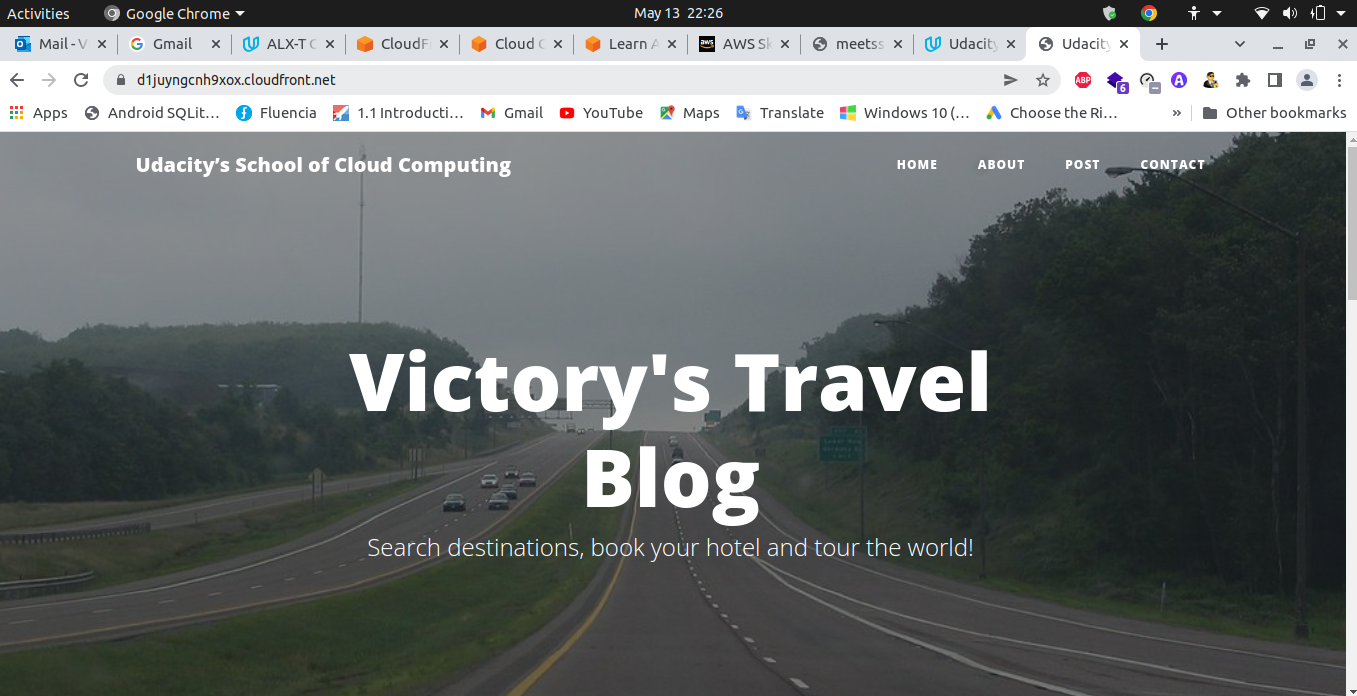 Activities Google Chrome May 13 22:26
Mail - V Gmail ALX-T C CloudF Cloud C Learn A AWS Sk meetss Udacity Udacity
d1juyngcnh9xox.cloudfront.net ABP 6
Apps Android SQLit... Fluencia 1.1 Introducti... Gmail YouTube Maps Translate Windows 10 (... Choose the Ri... » Other bookmarks
Udacity’s School of Cloud Computing HOME ABOUT POST CONTACT
Victory's Travel
Blog
Search destinations, book your hotel and tour the world!